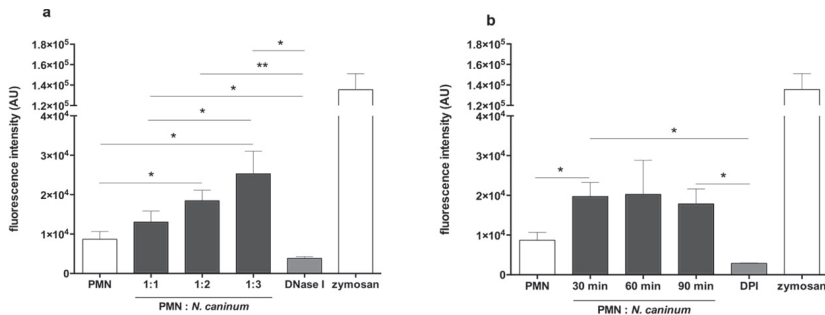 a
fluorescence intensity (AU)
1.8×10⁵
1.6×10⁵
1.4×10⁵
1.2×10⁵
4×10⁴
3×10⁴
2×10⁴
1×10⁴
0
*
**
*
*
*
*
PMN
1:1
1:2
1:3
DNase I
zymosan
PMN : N. caninum
b
fluorescence intensity (AU)
1.8×10⁵
1.6×10⁵
1.4×10⁵
1.2×10⁵
4×10⁴
3×10⁴
2×10⁴
1×10⁴
0
*
*
*
PMN
30 min
60 min
90 min
DPI
zymosan
PMN : N. caninum